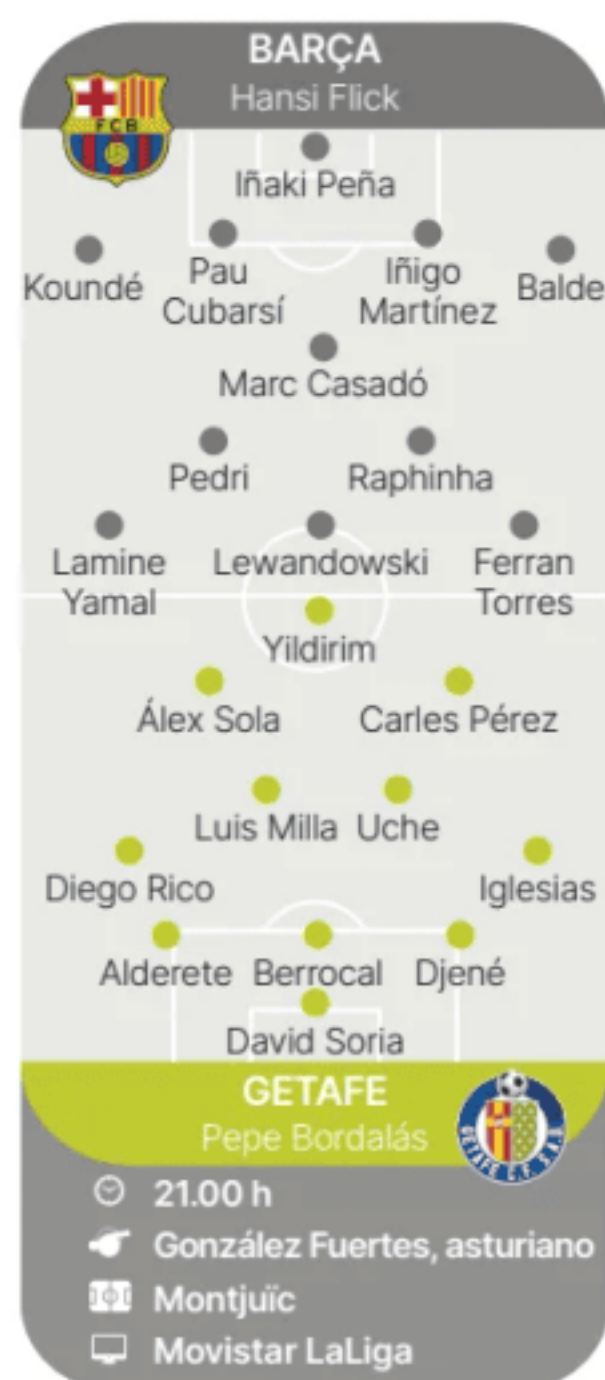 BARÇA
Hansi Flick
FCB
Iñaki Peña
Koundé
Pau
Cubarsí
Iñigo
Martínez
Balde
Marc Casadó
Pedri
Raphinha
Lamine
Yamal
Lewandowski
Ferran
Torres
Yildirim
Álex Sola
Carles Pérez
Luis Milla
Uche
Diego Rico
Iglesias
Alderete
Berrocal
Djené
David Soria
GETAFE
Pepe Bordalás
GETAFE C.F. S.A.D.
21.00 h
González Fuertes, asturiano
Montjuïc
Movistar LaLiga